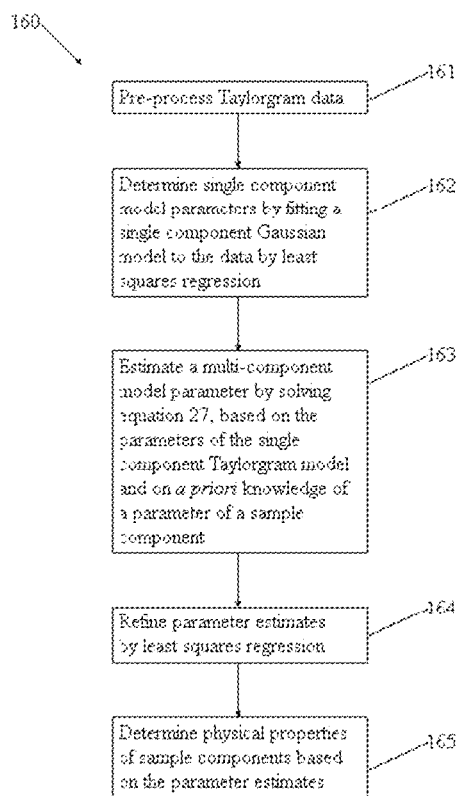 160
161
Pre-process Taylorgram data
162
Determine single component
model parameters by fitting a
single component Gaussian
model to the data by least
squares regression
163
Estimate a multi-component
model parameter by solving
equation 27, based on the
parameters of the single
component Taylorgram model
and on a priori knowledge of
a parameter of a sample
component
164
Refine parameter estimates
by least squares regression
165
Determine physical properties
of sample components based
on the parameter estimates